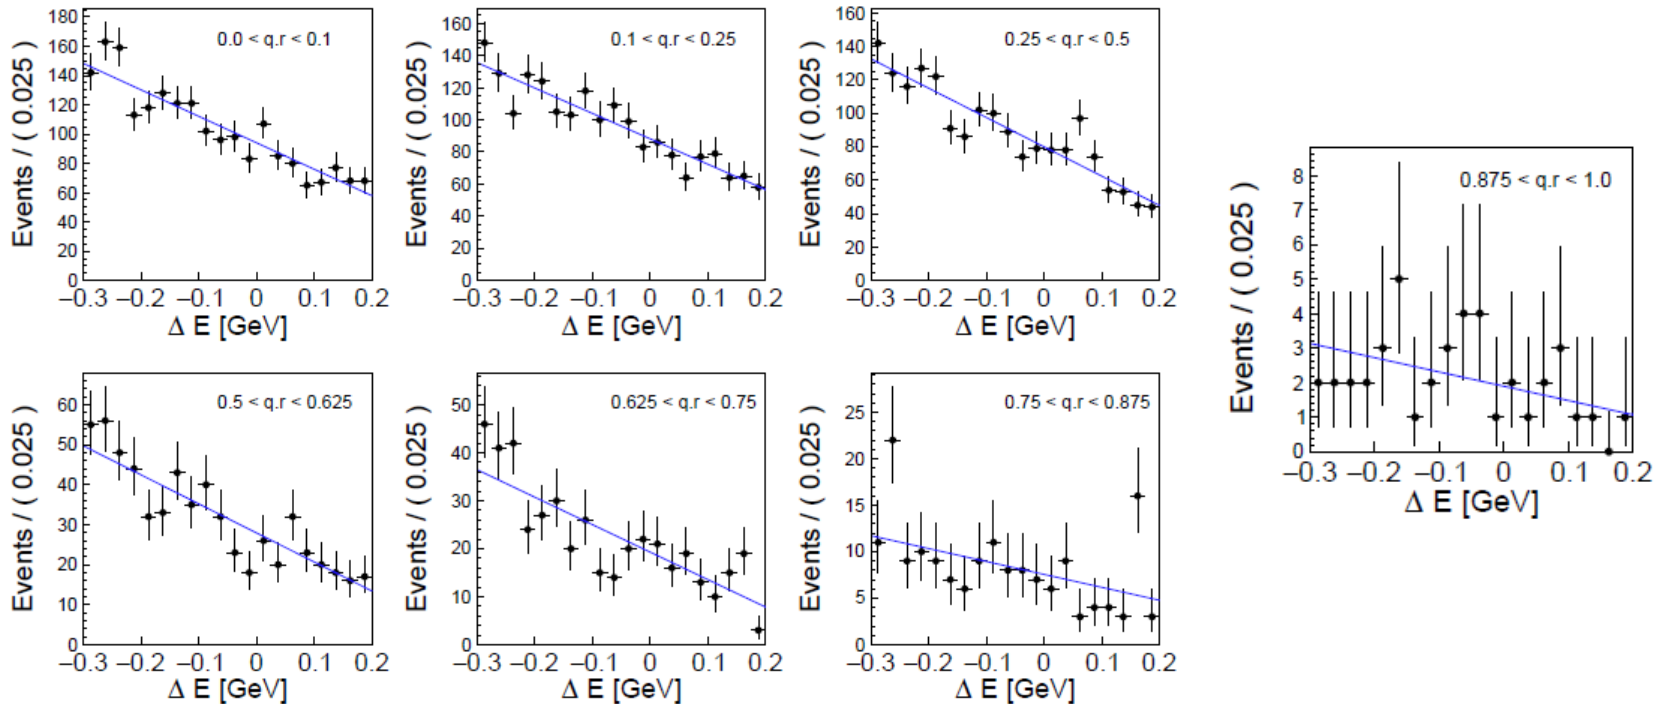 0.0 < q.r < 0.1
Events / ( 0.025 )
180
160
140
120
100
80
60
40
20
0
−0.3 −0.2 −0.1 0 0.1 0.2
Δ E [GeV]
0.1 < q.r < 0.25
Events / ( 0.025 )
160
140
120
100
80
60
40
20
0
−0.3 −0.2 −0.1 0 0.1 0.2
Δ E [GeV]
0.25 < q.r < 0.5
Events / ( 0.025 )
160
140
120
100
80
60
40
20
0
−0.3 −0.2 −0.1 0 0.1 0.2
Δ E [GeV]
0.5 < q.r < 0.625
Events / ( 0.025 )
60
50
40
30
20
10
0
−0.3 −0.2 −0.1 0 0.1 0.2
Δ E [GeV]
0.625 < q.r < 0.75
Events / ( 0.025 )
50
40
30
20
10
0
−0.3 −0.2 −0.1 0 0.1 0.2
Δ E [GeV]
0.75 < q.r < 0.875
Events / ( 0.025 )
25
20
15
10
5
0
−0.3 −0.2 −0.1 0 0.1 0.2
Δ E [GeV]
0.875 < q.r < 1.0
Events / ( 0.025 )
8
7
6
5
4
3
2
1
0
−0.3 −0.2 −0.1 0 0.1 0.2
Δ E [GeV]